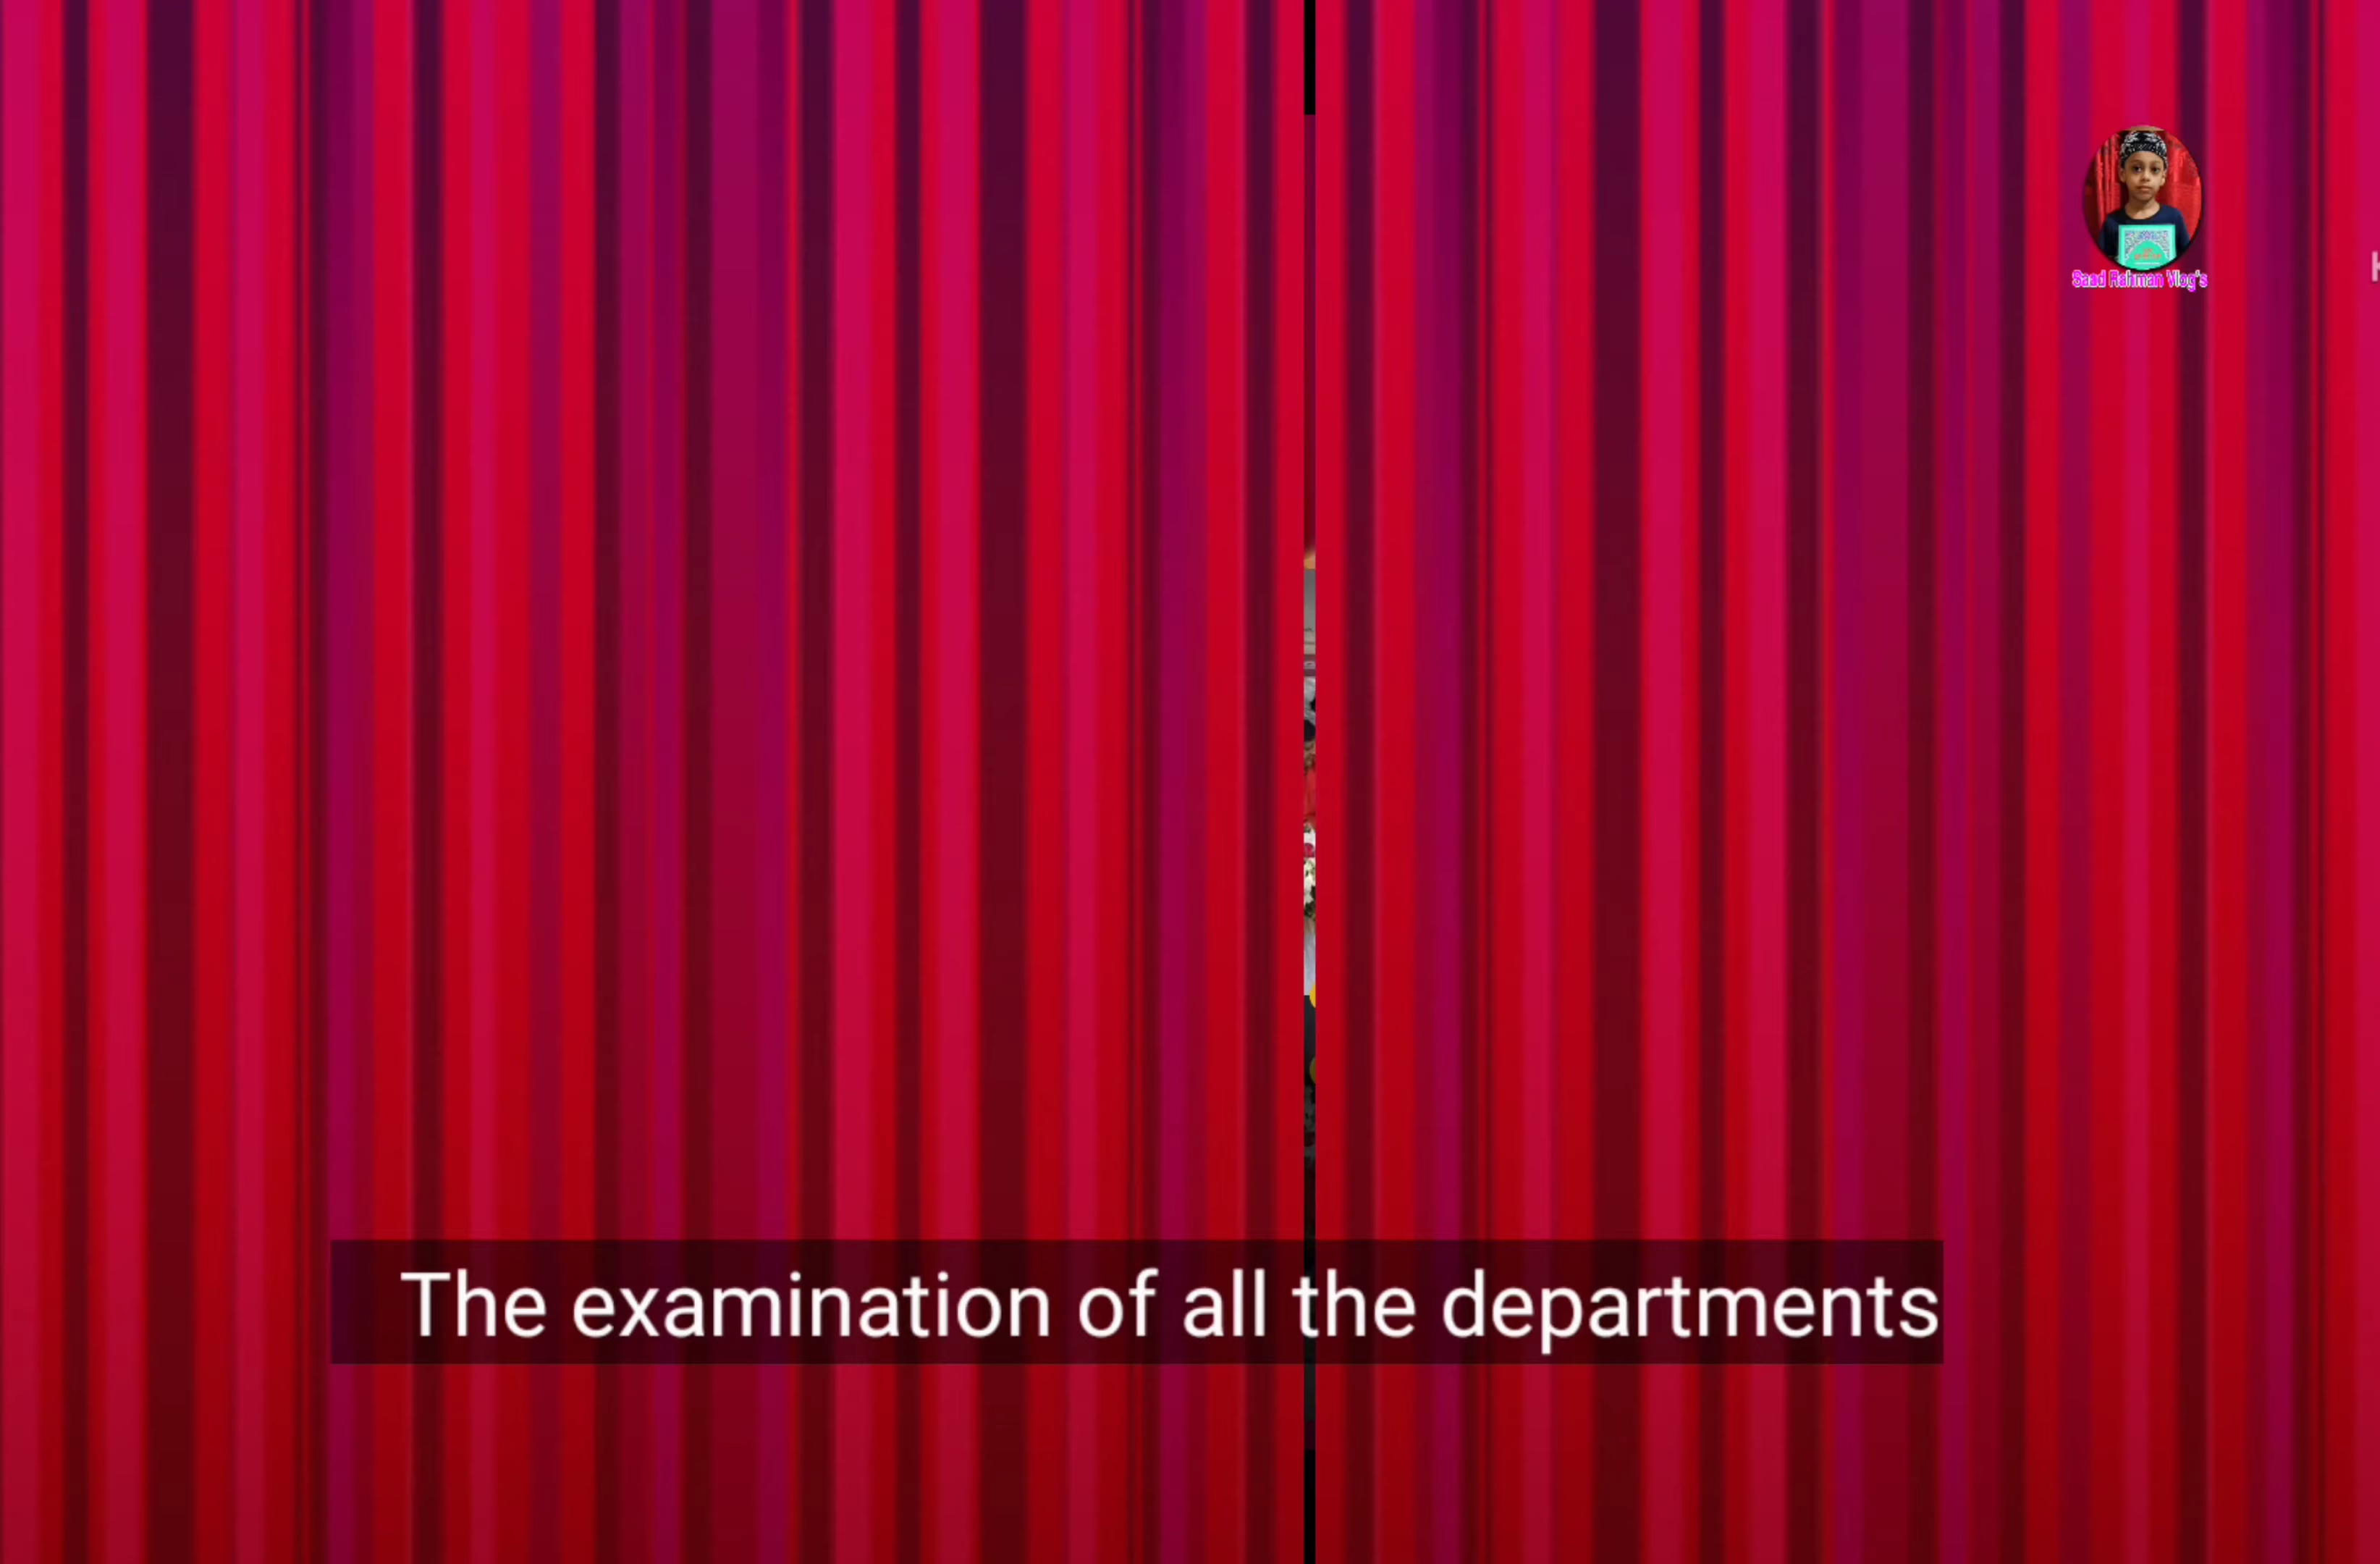 Saad Rahman Vlog's
The examination of all the departments